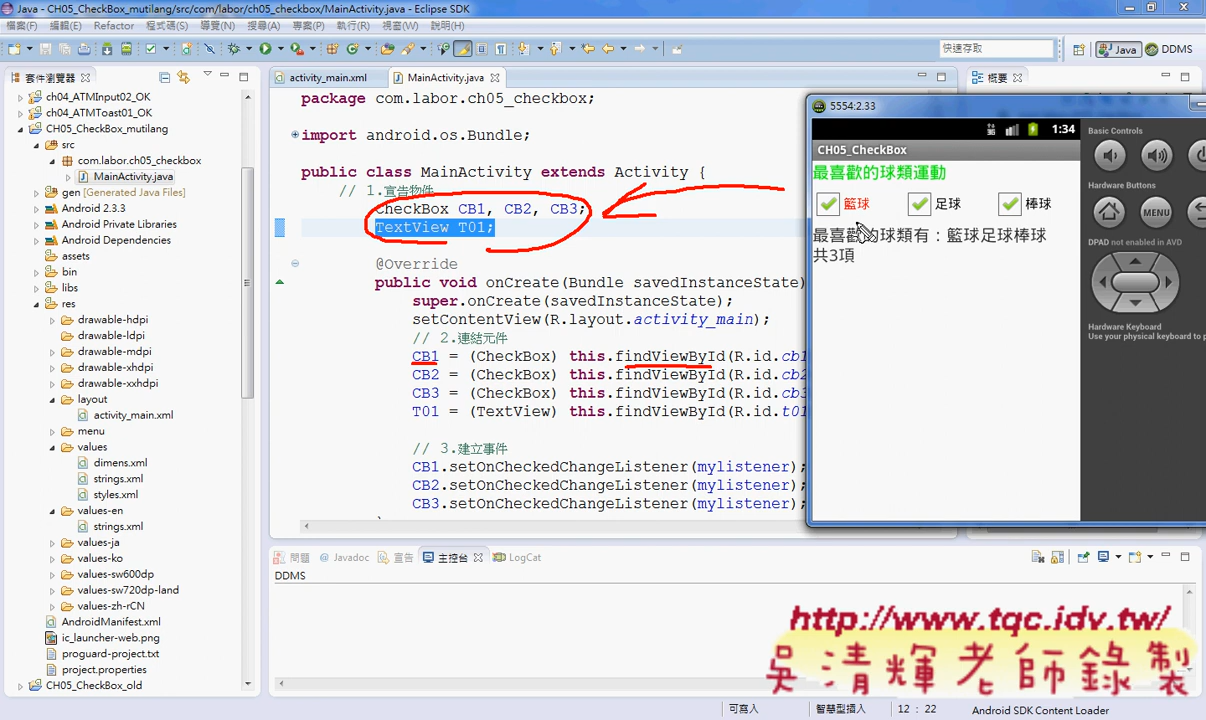 Java - CH05_CheckBox_mutilang/src/com/labor/ch05_checkbox/MainActivity.java - Eclipse SDK
檔案(F) 編輯(E) Refactor 程式碼(S) 導覽(N) 搜尋(A) 專案(P) 執行(R) 視窗(W) 說明(H)
快速存取
Java
DDMS
套件瀏覽器
ch04_ATMInput02_OK
ch04_ATMToast01_OK
CH05_CheckBox_mutilang
src
com.labor.ch05_checkbox
MainActivity.java
gen [Generated Java Files]
Android 2.3.3
Android Private Libraries
Android Dependencies
assets
bin
libs
res
drawable-hdpi
drawable-ldpi
drawable-mdpi
drawable-xhdpi
drawable-xxhdpi
layout
activity_main.xml
menu
values
dimens.xml
strings.xml
styles.xml
values-en
strings.xml
values-ja
values-ko
values-sw600dp
values-sw720dp-land
values-zh-rCN
AndroidManifest.xml
ic_launcher-web.png
proguard-project.txt
project.properties
CH05_CheckBox_old
activity_main.xml
MainActivity.java
package com.labor.ch05_checkbox;
import android.os.Bundle;
public class MainActivity extends Activity {
// 1.宣告物件
CheckBox CB1, CB2, CB3;
TextView T01;
@Override
public void onCreate(Bundle savedInstanceState)
super.onCreate(savedInstanceState);
setContentView(R.layout.activity_main);
// 2.連結元件
CB1 = (CheckBox) this.findViewById(R.id.cb1
CB2 = (CheckBox) this.findViewById(R.id.cb2
CB3 = (CheckBox) this.findViewById(R.id.cb3
T01 = (TextView) this.findViewById(R.id.t01
// 3.建立事件
CB1.setOnCheckedChangeListener(mylistener);
CB2.setOnCheckedChangeListener(mylistener);
CB3.setOnCheckedChangeListener(mylistener);
概要
5554:2.33
1:34
CH05_CheckBox
最喜歡的球類運動
籃球 足球 棒球
最喜歡的球類有：籃球足球棒球
共3項
Basic Controls
Hardware Buttons
MENU
DPAD not enabled in AVD
Hardware Keyboard
Use your physical keyboard to p
問題 @ Javadoc 宣告 主控台 LogCat
DDMS
http://www.tqc.idv.tw/
吳清輝老師錄製
可寫入 智慧型插入 12 : 22 Android SDK Content Loader